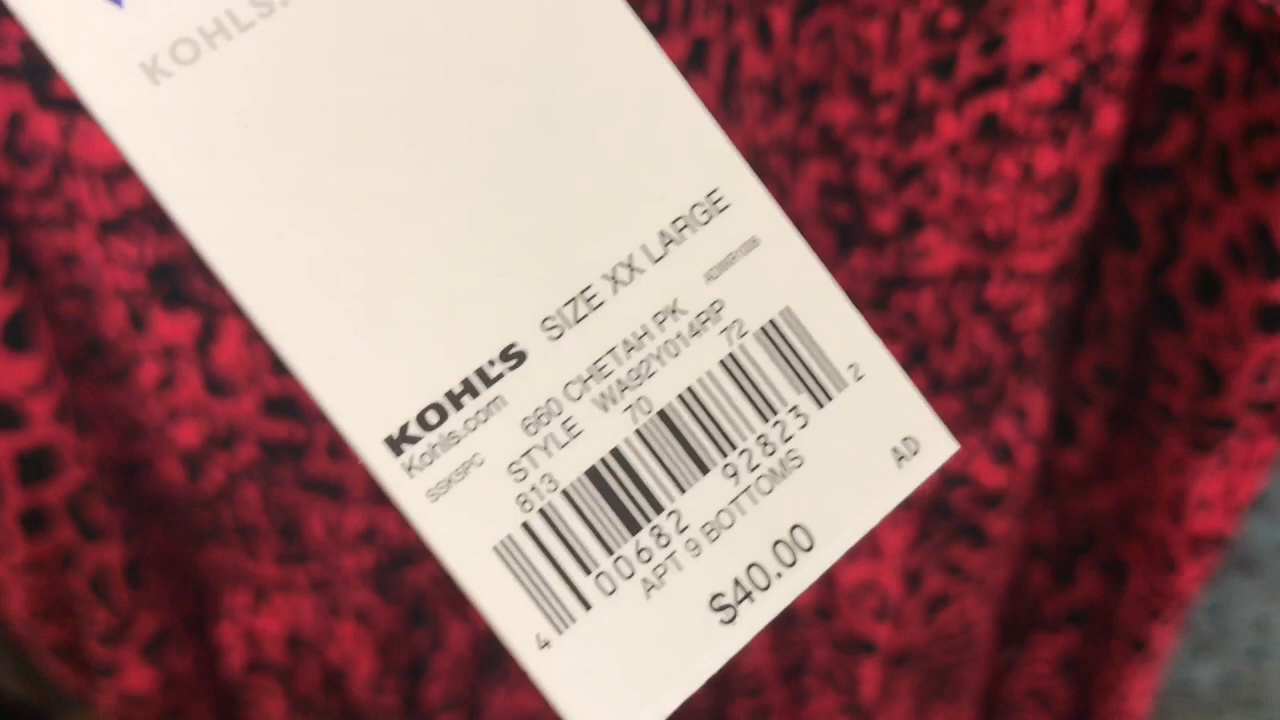 KOHLS.
KOHL'S SIZE XX LARGE
Kohls.com
SSKSPC 660 CHETAH PK
STYLE WA92Y014RP
813 70 72
4 00682 92823 2
APT 9 BOTTOMS AD
$40.00